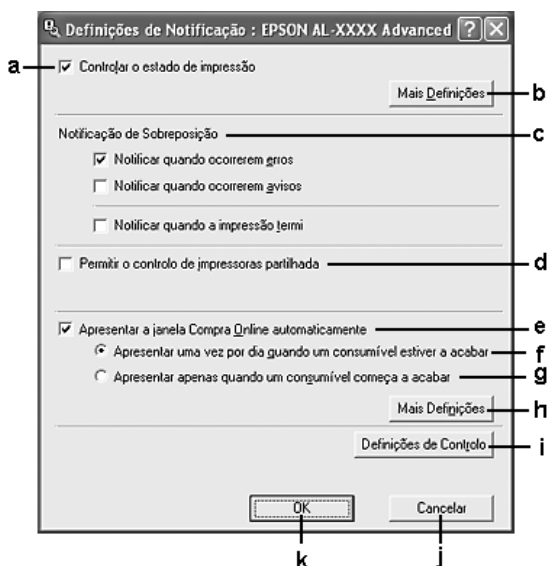 Definições de Notificação : EPSON AL-XXXX Advanced
a
Controlar o estado de impressão
Mais Definições
b
Notificação de Sobreposição
c
Notificar quando ocorrerem erros
Notificar quando ocorrerem avisos
Notificar quando a impressão termi
Permitir o controlo de impressoras partilhada
d
Apresentar a janela Compra Online automaticamente
e
Apresentar uma vez por dia quando um consumível estiver a acabar
f
Apresentar apenas quando um consumível começa a acabar
g
Mais Definições
h
Definições de Controlo
i
OK
Cancelar
k
j